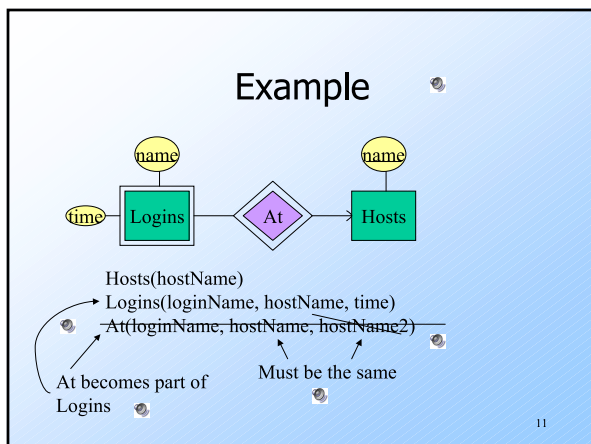 Example
name
name
time
Logins
At
Hosts
Hosts(hostName)
Logins(loginName, hostName, time)
At(loginName, hostName, hostName2)
Must be the same
At becomes part of
Logins
11